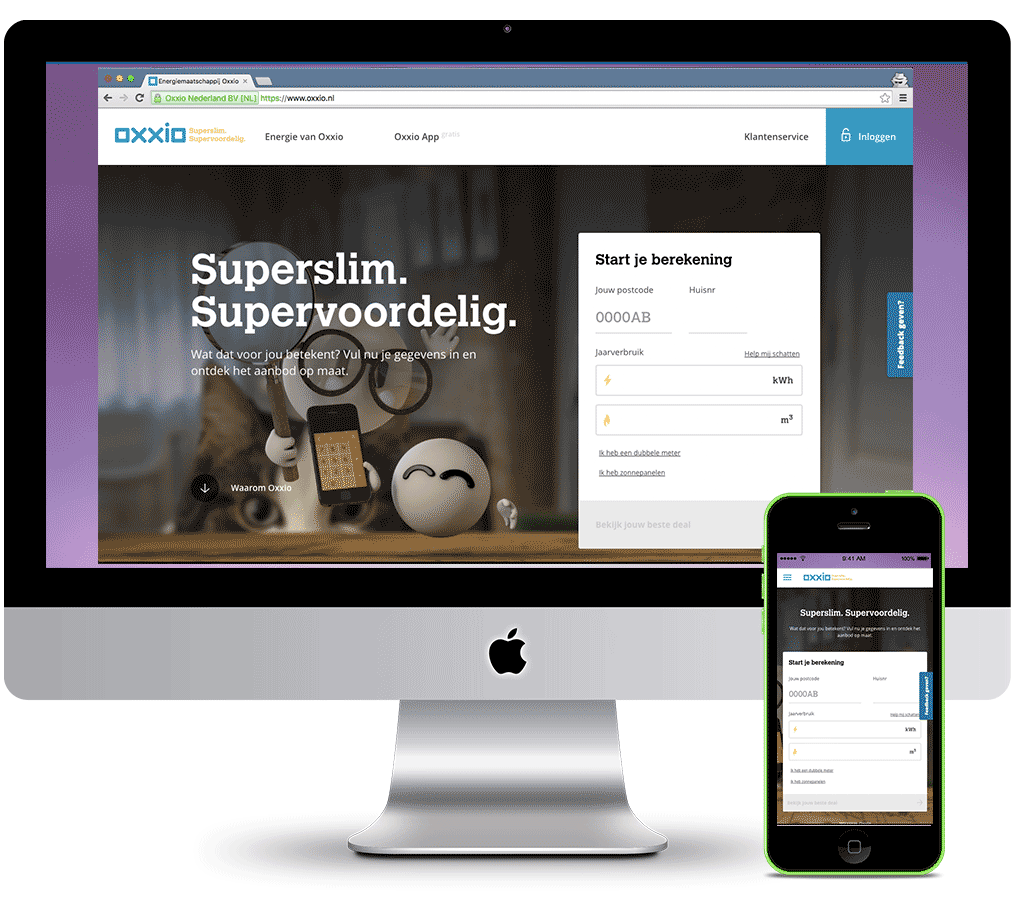 Energiemaatschappij Oxxio
Oxxio Nederland BV [NL] https://www.oxxio.nl
oxxio Superslim.
Supervoordelig.
Energie van Oxxio
Oxxio App gratis
Klantenservice
Inloggen
Superslim.
Supervoordelig.
Wat dat voor jou betekent? Vul nu je gegevens in en
ontdek het aanbod op maat.
Waarom Oxxio
Start je berekening
Jouw postcode Huisnr
0000AB
Jaarverbruik Help mij schatten
kWh
m³
Ik heb een dubbele meter
Ik heb zonnepanelen
Bekijk jouw beste deal
Feedback geven?
9:41 AM 100%
oxxio Superslim.
Supervoordelig.
Superslim. Supervoordelig.
Wat dat voor jou betekent? Vul nu je gegevens in en ontdek het
aanbod op maat.
Start je berekening
Jouw postcode Huisnr
0000AB
Jaarverbruik Help mij schatten
kWh
m³
Ik heb een dubbele meter
Ik heb zonnepanelen
Bekijk jouw beste deal
Feedback geven?